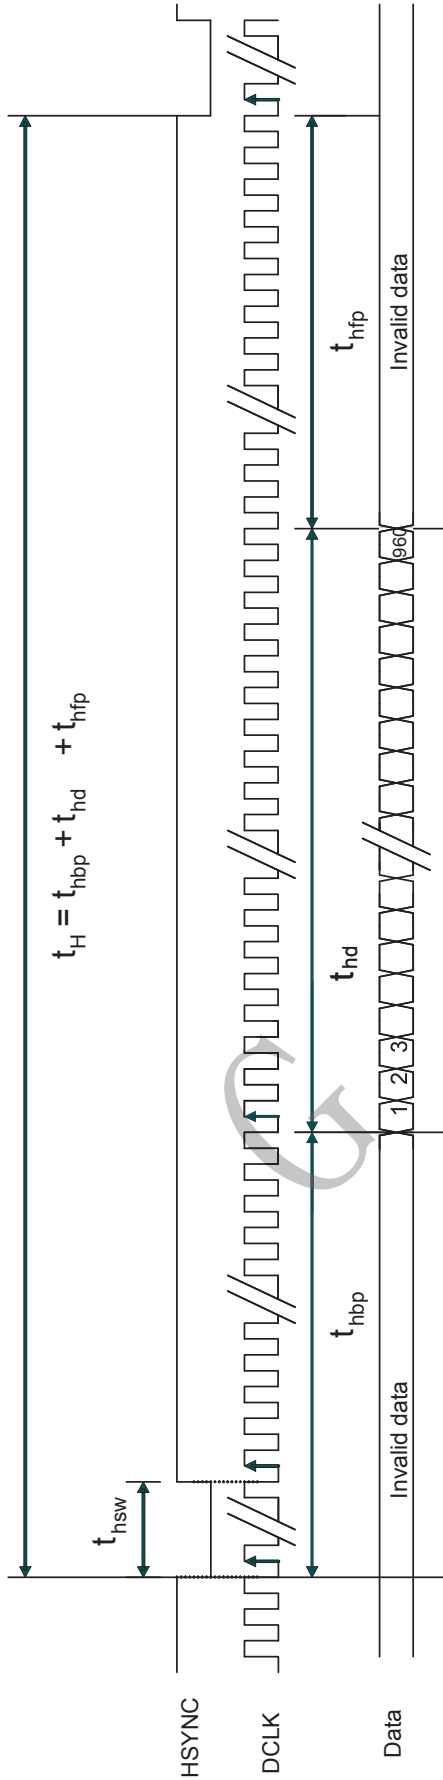 t_H = t_hbp + t_hd + t_hfp
t_hsw
HSYNC
DCLK
t_hbp
t_hd
t_hfp
Data
Invalid data
1 2 3
960
Invalid data
G